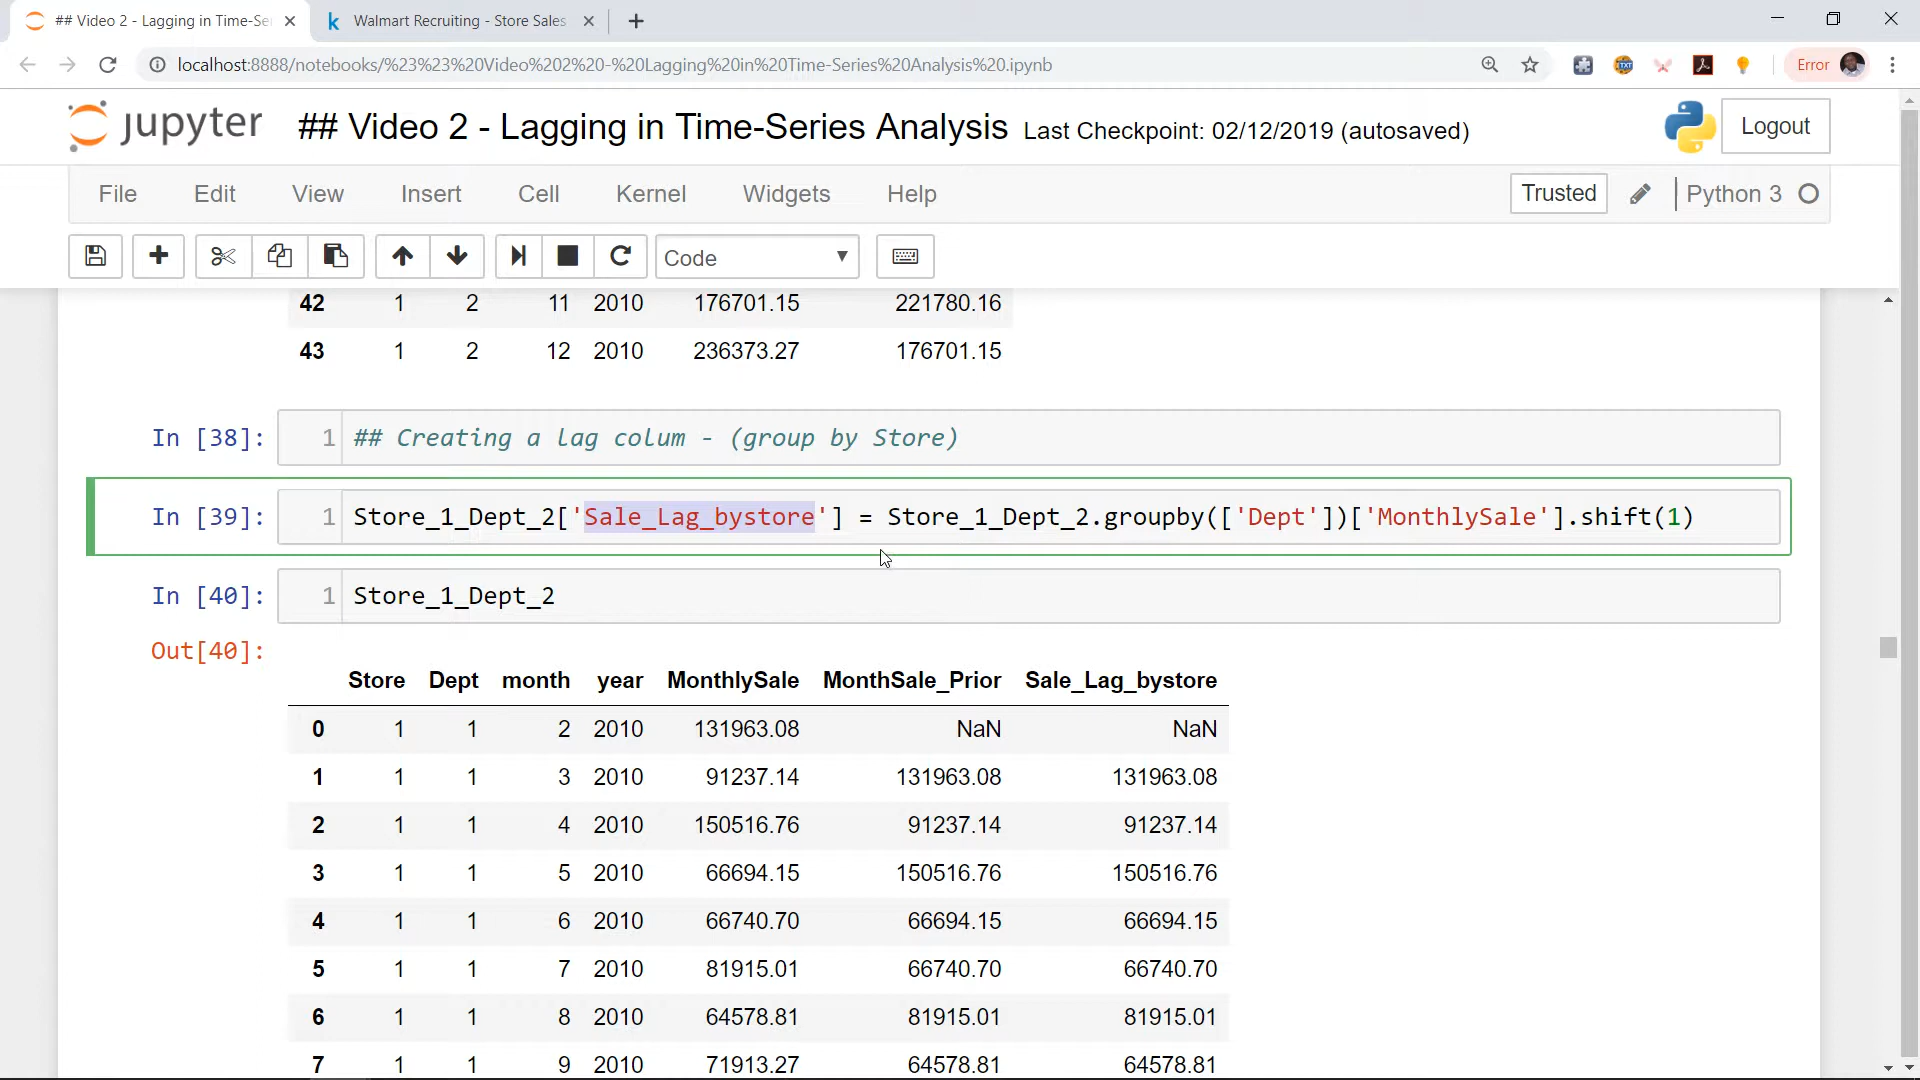 ## Video 2 - Lagging in Time-Se
Walmart Recruiting - Store Sales
localhost:8888/notebooks/%23%23%20Video%202%20-%20Lagging%20in%20Time-Series%20Analysis%20.ipynb
Error
jupyter
## Video 2 - Lagging in Time-Series Analysis Last Checkpoint: 02/12/2019 (autosaved)
Logout
File Edit View Insert Cell Kernel Widgets Help
Trusted
Python 3
Code
42 1 2 11 2010 176701.15 221780.16
43 1 2 12 2010 236373.27 176701.15
In [38]: 1 ## Creating a lag colum - (group by Store)
In [39]: 1 Store_1_Dept_2['Sale_Lag_bystore'] = Store_1_Dept_2.groupby(['Dept'])['MonthlySale'].shift(1)
In [40]: 1 Store_1_Dept_2
Out[40]:
Store Dept month year MonthlySale MonthSale_Prior Sale_Lag_bystore
0 1 1 2 2010 131963.08 NaN NaN
1 1 1 3 2010 91237.14 131963.08 131963.08
2 1 1 4 2010 150516.76 91237.14 91237.14
3 1 1 5 2010 66694.15 150516.76 150516.76
4 1 1 6 2010 66740.70 66694.15 66694.15
5 1 1 7 2010 81915.01 66740.70 66740.70
6 1 1 8 2010 64578.81 81915.01 81915.01
7 1 1 9 2010 71913.27 64578.81 64578.81